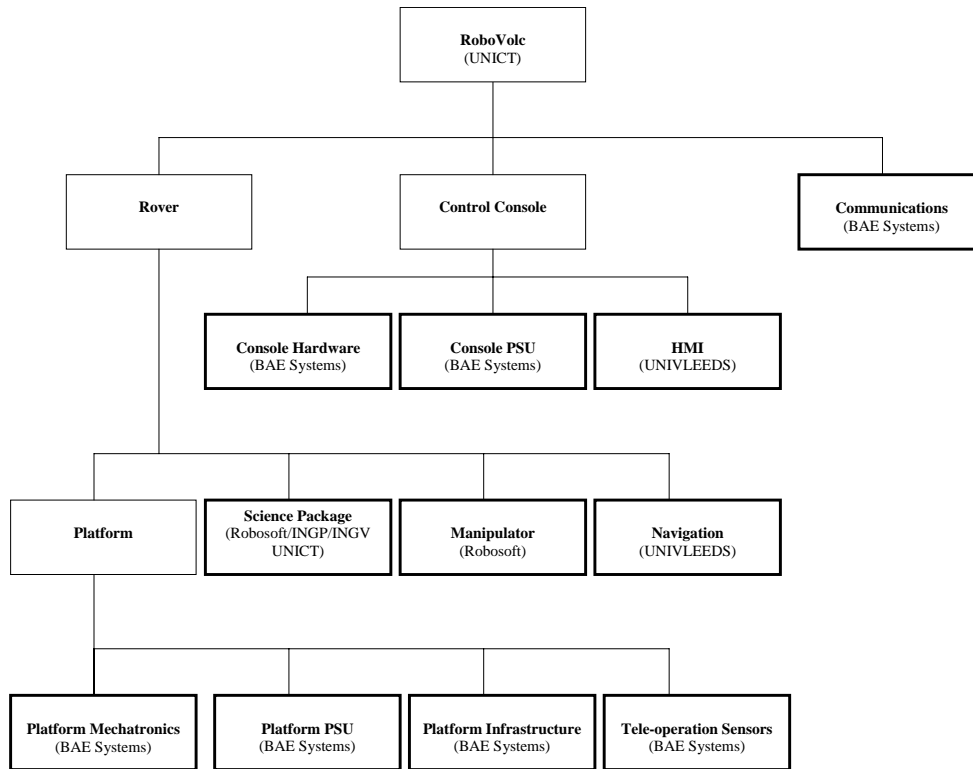 RoboVolc
(UNICT)
Rover
Control Console
Communications
(BAE Systems)
Console Hardware
(BAE Systems)
Console PSU
(BAE Systems)
HMI
(UNIVLEEDS)
Platform
Science Package
(Robosoft/INGP/INGV
UNICT)
Manipulator
(Robosoft)
Navigation
(UNIVLEEDS)
Platform Mechatronics
(BAE Systems)
Platform PSU
(BAE Systems)
Platform Infrastructure
(BAE Systems)
Tele-operation Sensors
(BAE Systems)